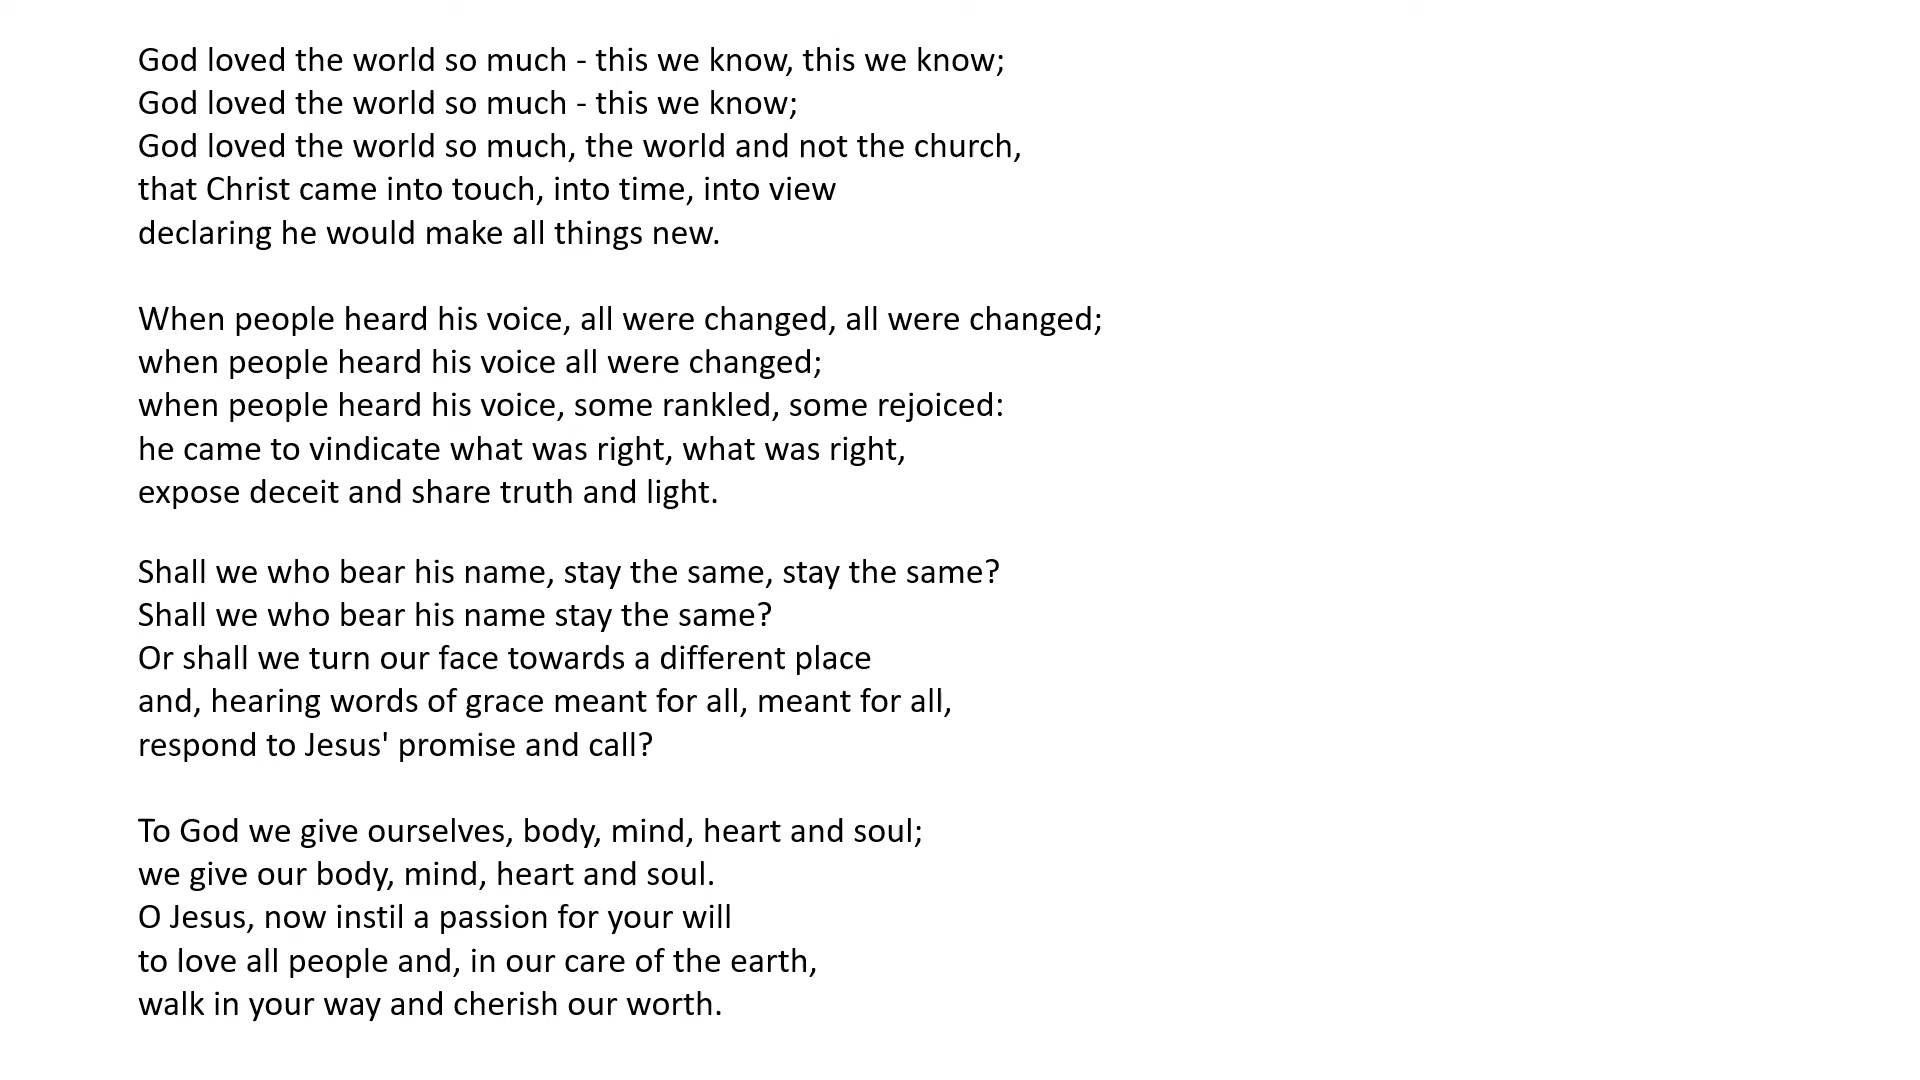 God loved the world so much - this we know, this we know;
God loved the world so much - this we know;
God loved the world so much, the world and not the church,
that Christ came into touch, into time, into view
declaring he would make all things new.
When people heard his voice, all were changed, all were changed;
when people heard his voice all were changed;
when people heard his voice, some rankled, some rejoiced:
he came to vindicate what was right, what was right,
expose deceit and share truth and light.
Shall we who bear his name, stay the same, stay the same?
Shall we who bear his name stay the same?
Or shall we turn our face towards a different place
and, hearing words of grace meant for all, meant for all,
respond to Jesus' promise and call?
To God we give ourselves, body, mind, heart and soul;
we give our body, mind, heart and soul.
O Jesus, now instil a passion for your will
to love all people and, in our care of the earth,
walk in your way and cherish our worth.